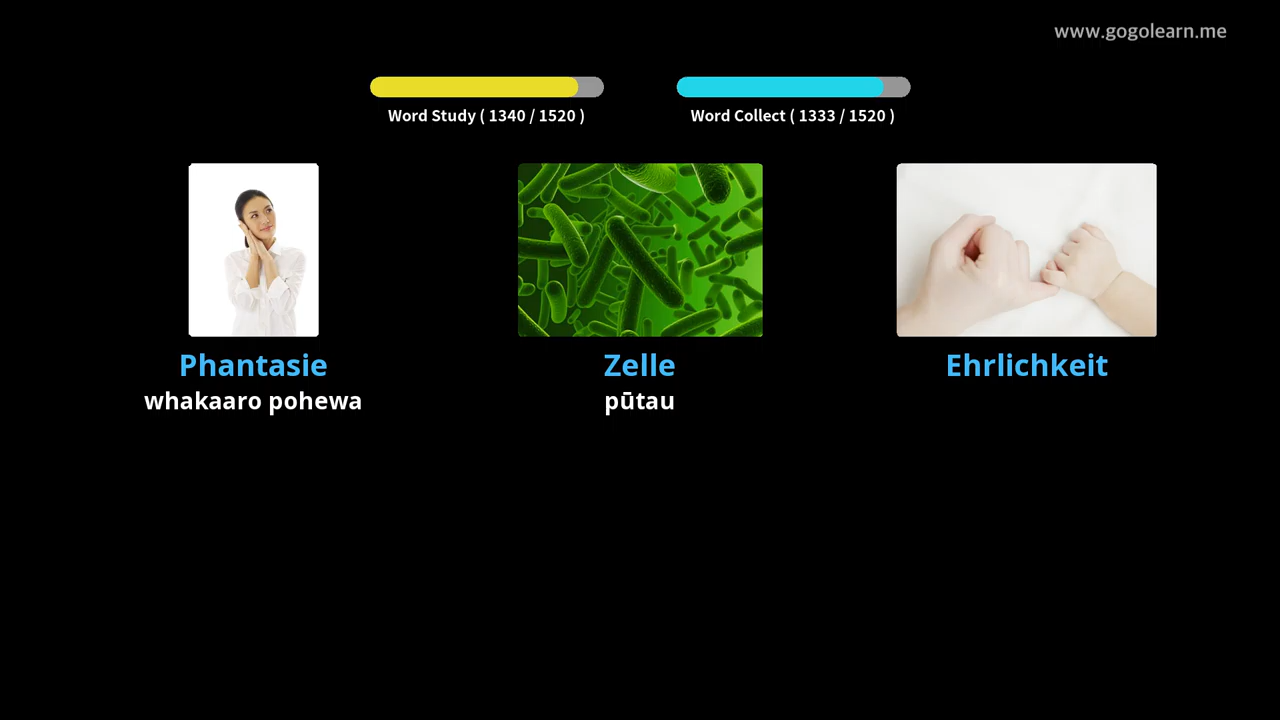 www.gogolearn.me
Word Study ( 1340 / 1520 )
Word Collect ( 1333 / 1520 )
Phantasie
whakaaro pohewa
Zelle
pūtau
Ehrlichkeit